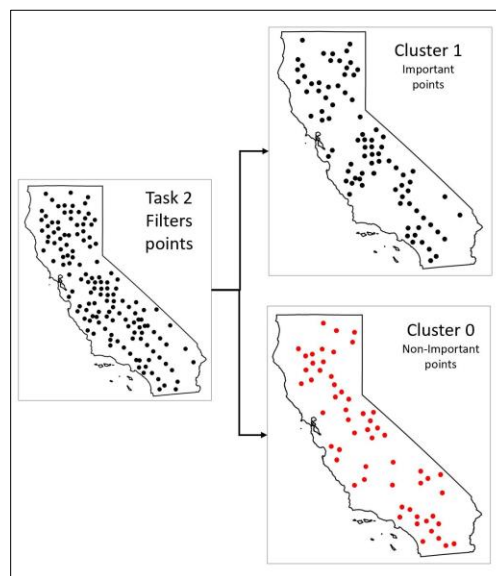 Cluster 1
Important
points
Task 2
Filters
points
Cluster 0
Non-Important
points